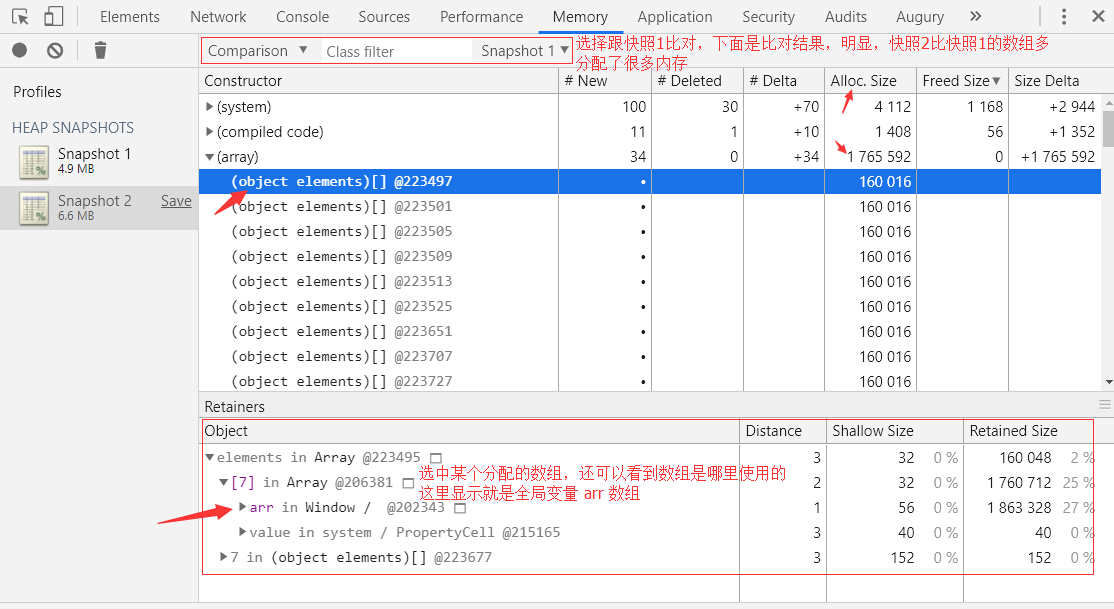 Elements Network Console Sources Performance Memory Application Security Audits Augury »
Comparison ▼ Class filter Snapshot 1 ▼
选择跟快照1比对，下面是比对结果，明显，快照2比快照1的数组多
分配了很多内存
Profiles
HEAP SNAPSHOTS
Snapshot 1
4.9 MB
Snapshot 2 Save
6.6 MB
Constructor # New # Deleted # Delta Alloc. Size Freed Size▼ Size Delta
▶(system) 100 30 +70 4 112 1 168 +2 944
▶(compiled code) 11 1 +10 1 408 56 +1 352
▼(array) 34 0 +34 1 765 592 0 +1 765 592
(object elements)[] @223497 • 160 016
(object elements)[] @223501 • 160 016
(object elements)[] @223505 • 160 016
(object elements)[] @223509 • 160 016
(object elements)[] @223513 • 160 016
(object elements)[] @223525 • 160 016
(object elements)[] @223651 • 160 016
(object elements)[] @223707 • 160 016
(object elements)[] @223727 • 160 016
Retainers
Object Distance Shallow Size Retained Size
▼elements in Array @223495 3 32 0 % 160 048 2 %
▼[7] in Array @206381 2 32 0 % 1 760 712 25 %
选中某个分配的数组，还可以看到数组是哪里使用的
这里显示就是全局变量 arr 数组
▶arr in Window / @202343 1 56 0 % 1 863 328 27 %
▶value in system / PropertyCell @215165 3 40 0 % 40 0 %
▶7 in (object elements)[] @223677 3 152 0 % 152 0 %